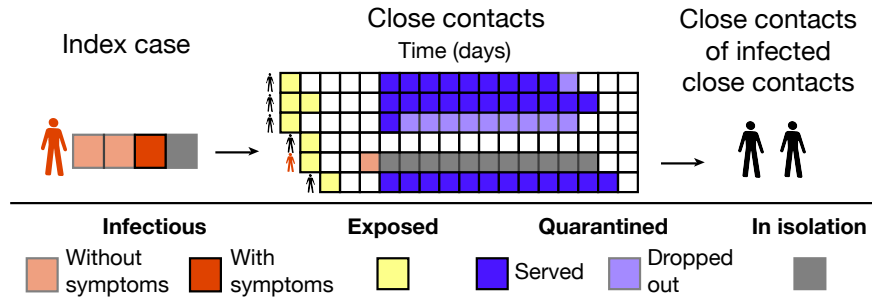 Index case
Close contacts
Time (days)
Close contacts
of infected
close contacts
Infectious
Exposed
Quarantined
In isolation
Without
symptoms
With
symptoms
Served
Dropped
out